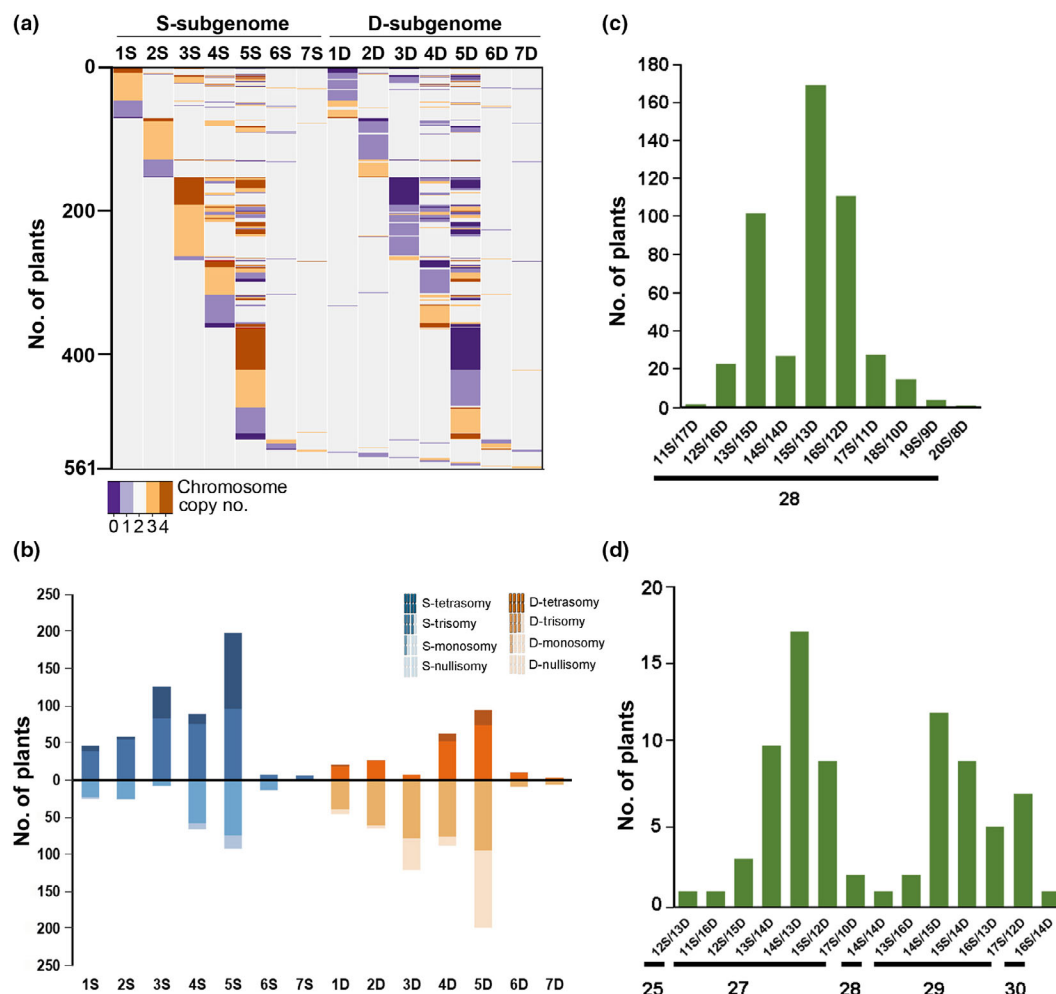 (a)
S-subgenome D-subgenome
1S 2S 3S 4S 5S 6S 7S 1D 2D 3D 4D 5D 6D 7D
0
200
400
561
No. of plants
Chromosome
copy no.
0 1 2 3 4
(b)
250
200
150
100
50
0
50
100
150
200
250
No. of plants
S-tetrasomy D-tetrasomy
S-trisomy D-trisomy
S-monosomy D-monosomy
S-nullisomy D-nullisomy
1S 2S 3S 4S 5S 6S 7S 1D 2D 3D 4D 5D 6D 7D
(c)
180
160
140
120
100
80
60
40
20
0
No. of plants
11S/17D 12S/16D 13S/15D 14S/14D 15S/13D 16S/12D 17S/11D 18S/10D 19S/9D 20S/8D
28
(d)
20
15
10
5
0
No. of plants
12S/13D 11S/16D 12S/15D 13S/14D 14S/13D 15S/12D 17S/10D 14S/14D 13S/16D 14S/15D 15S/14D 16S/13D 17S/12D 16S/14D
25 27 28 29 30